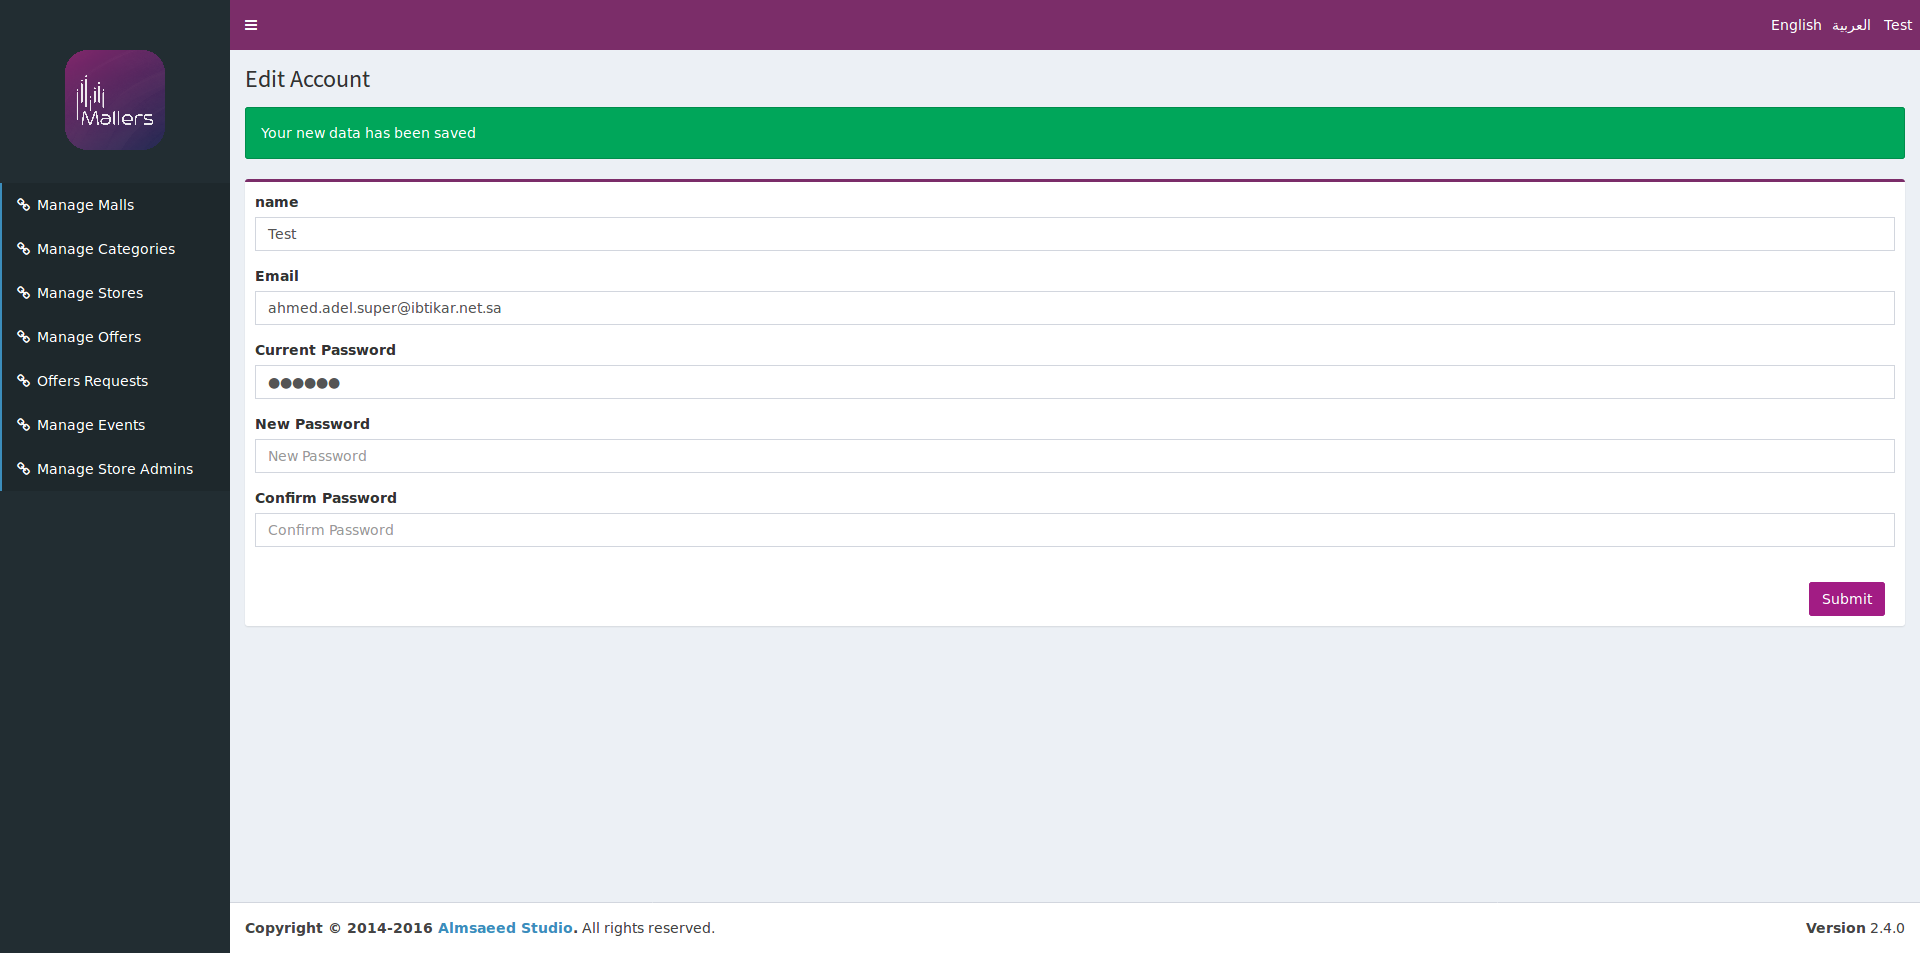 English العربية Test
Mallers
Manage Malls
Manage Categories
Manage Stores
Manage Offers
Offers Requests
Manage Events
Manage Store Admins
Edit Account
Your new data has been saved
name
Test
Email
ahmed.adel.super@ibtikar.net.sa
Current Password
●●●●●●
New Password
New Password
Confirm Password
Confirm Password
Submit
Copyright © 2014-2016 Almsaeed Studio. All rights reserved.
Version 2.4.0